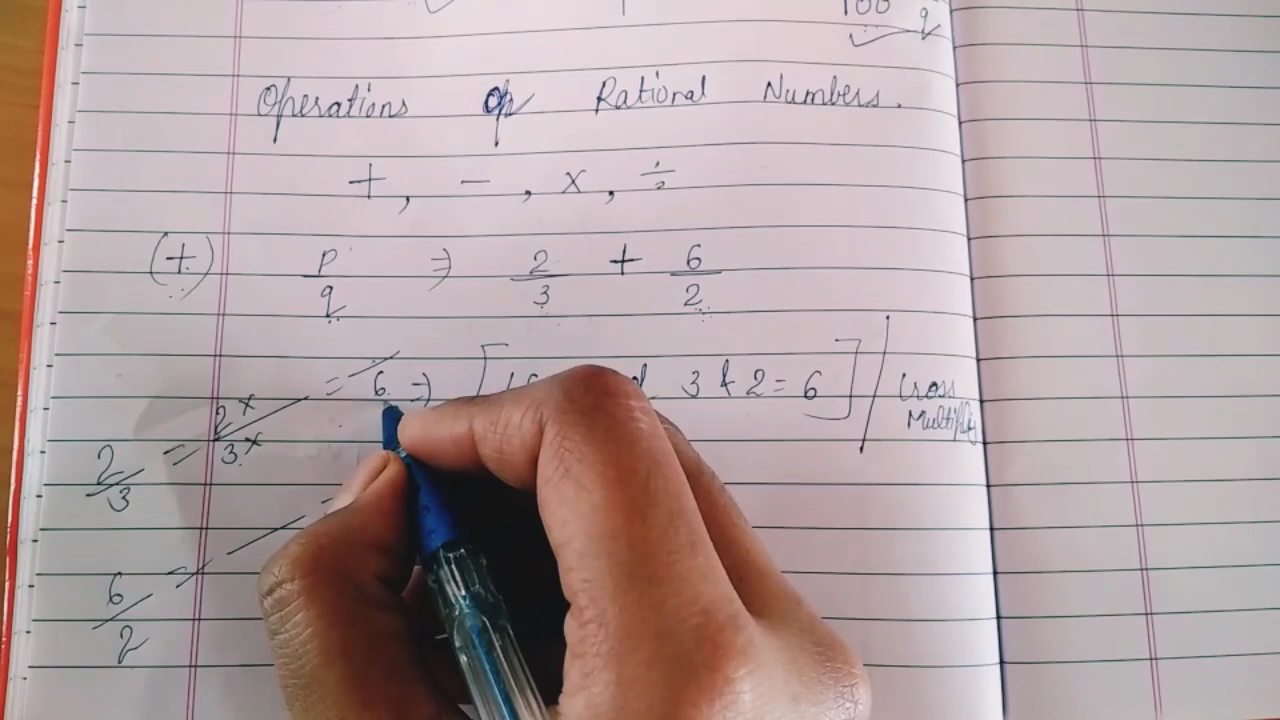 100 q
Operations of Rational Numbers.
+, -, x, ÷
(+) p/q ⇒ 2/3 + 6/2
= /6 ⇒ [ 3 & 2 = 6 ] / Cross Multiply
2/3 = 2x/3x
6/2 =